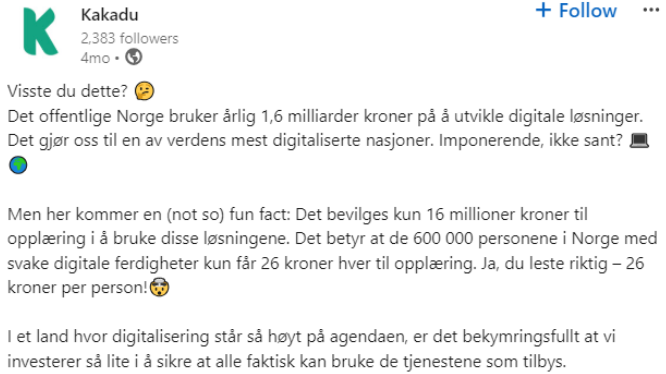 Kakadu
+ Follow ...
2,383 followers
4mo •
Visste du dette? 🤔
Det offentlige Norge bruker årlig 1,6 milliarder kroner på å utvikle digitale løsninger.
Det gjør oss til en av verdens mest digitaliserte nasjoner. Imponerende, ikke sant? 💻
🌍
Men her kommer en (not so) fun fact: Det bevilges kun 16 millioner kroner til
opplæring i å bruke disse løsningene. Det betyr at de 600 000 personene i Norge med
svake digitale ferdigheter kun får 26 kroner hver til opplæring. Ja, du leste riktig – 26
kroner per person!🤯
I et land hvor digitalisering står så høyt på agendaen, er det bekymringsfullt at vi
investerer så lite i å sikre at alle faktisk kan bruke de tjenestene som tilbys.